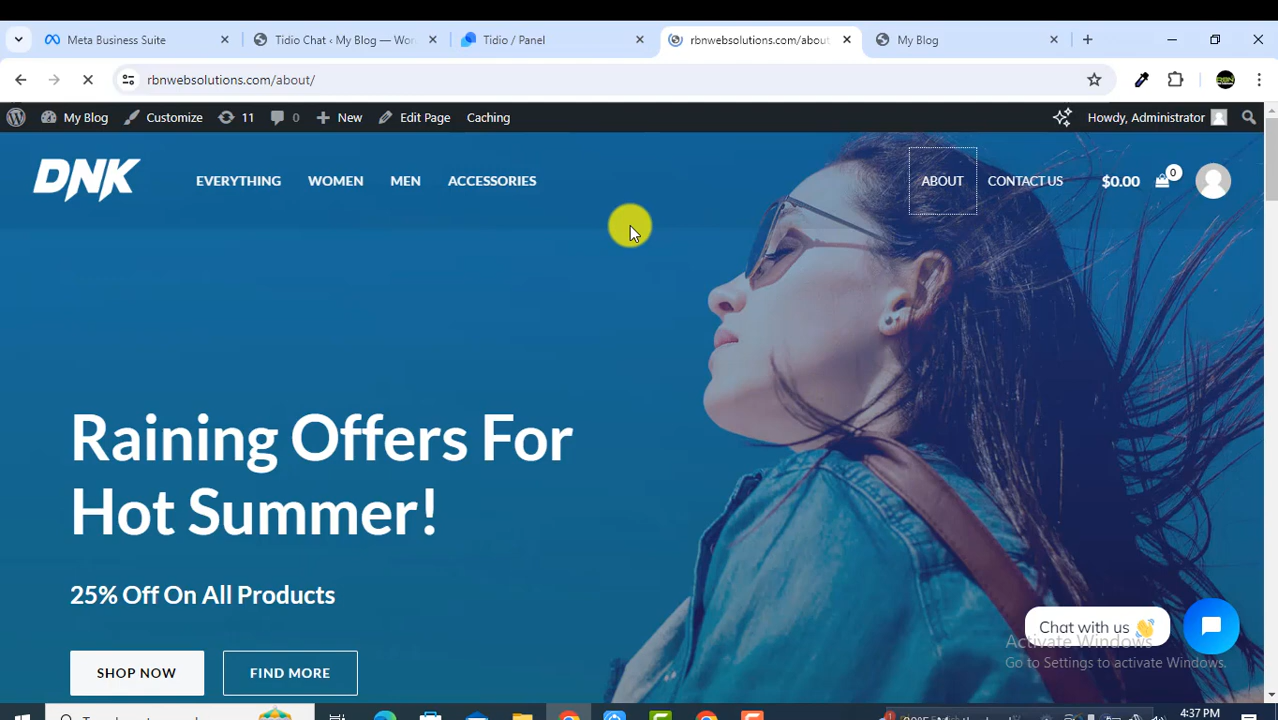 Meta Business Suite
Tidio Chat ‹ My Blog — Wor
Tidio / Panel
rbnwebsolutions.com/about
My Blog
rbnwebsolutions.com/about/
My Blog
Customize
11
0
New
Edit Page
Caching
Howdy, Administrator
DNK
EVERYTHING
WOMEN
MEN
ACCESSORIES
ABOUT
CONTACT US
$0.00
0
Raining Offers For
Hot Summer!
25% Off On All Products
SHOP NOW
FIND MORE
Chat with us 👋
Activate Windows
Go to Settings to activate Windows.
4:37 PM